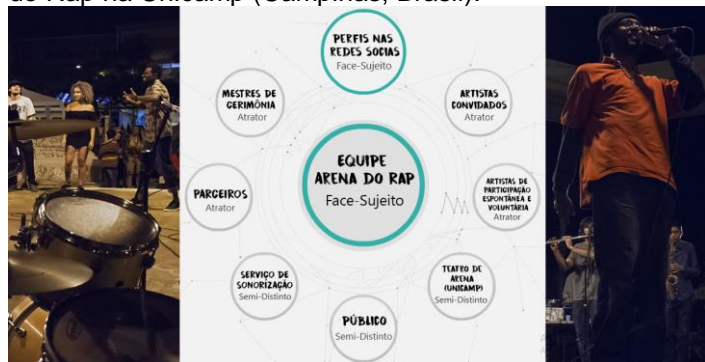 do Rap na Unicamp (Campinas, Brasil).
PERFIS NAS
REDES SOCIAS
Face-Sujeito
MESTRES DE
CERIMÔNIA
Atrator
ARTISTAS
CONVIDADOS
Atrator
EQUIPE
ARENA DO RAP
Face-Sujeito
PARCEIROS
Atrator
ARTISTAS DE
PARTICIPAÇÃO
ESPONTÂNEA E
VOLUNTÁRIA
Atrator
SERVIÇO DE
SONORIZAÇÃO
Semi-Distinto
TEATRO DE
ARENA
(UNICAMP)
Semi-Distinto
PÚBLICO
Semi-Distinto